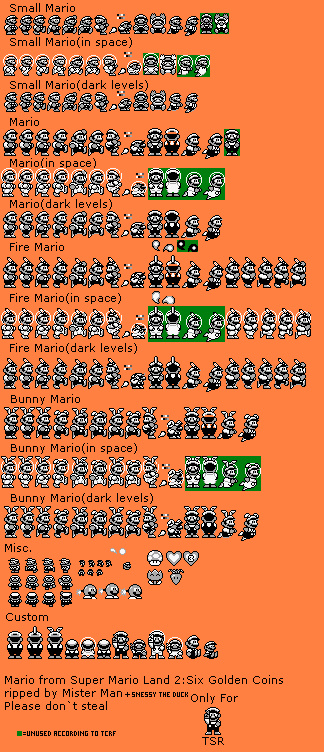 Small Mario
Small Mario(in space)
Small Mario(dark levels)
Mario
Mario(in space)
Mario(dark levels)
Fire Mario
Fire Mario(in space)
Fire Mario(dark levels)
Bunny Mario
Bunny Mario(in space)
Bunny Mario(dark levels)
Misc.
Custom
Mario from Super Mario Land 2:Six Golden Coins
ripped by Mister Man + SMESSY THE DUCK
Please don`t steal
Only For
TSR
=UNUSED ACCORDING TO TCRF